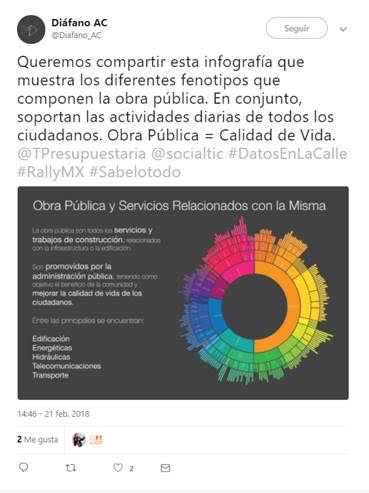 Diáfano AC
@Diafano_AC
Seguir
Queremos compartir esta infografía que
muestra los diferentes fenotipos que
componen la obra pública. En conjunto,
soportan las actividades diarias de todos los
ciudadanos. Obra Pública = Calidad de Vida.
@TPresupuestaria @socialtic #DatosEnLaCalle
#RallyMX #Sabelotodo
Obra Pública y Servicios Relacionados con la Misma
La obra pública son todos los servicios y
trabajos de construcción, relacionados
con la infraestructura o la edificación.
Son promovidos por la
administración pública, teniendo como
objetivo el beneficio de la comunidad y
mejorar la calidad de vida de los
ciudadanos.
Entre las principales se encuentran:
Edificación
Energéticas
Hidráulicas
Telecomunicaciones
Transporte
14:46 - 21 feb. 2018
2 Me gusta
2